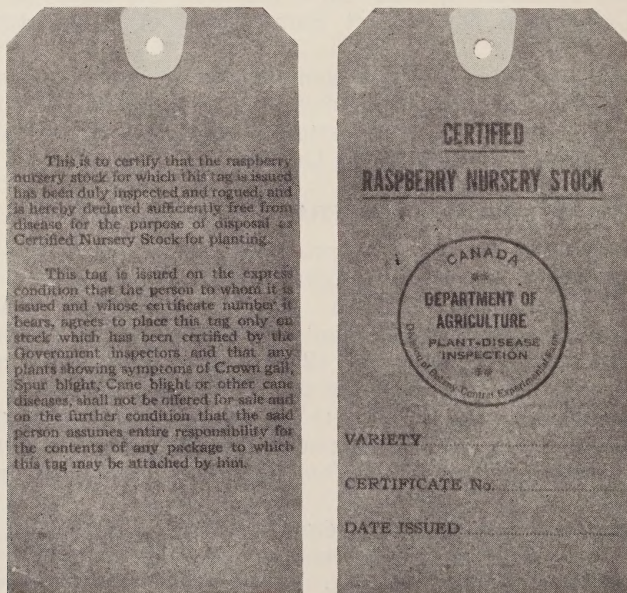 This is to certify that the raspberry
nursery stock for which this tag is issued
has been duly inspected and rogued, and
is hereby declared sufficiently free from
disease for the purpose of disposal as
Certified Nursery Stock for planting.
This tag is issued on the express
condition that the person to whom it is
issued and whose certificate number it
bears, agrees to place this tag only on
stock which has been certified by the
Government inspectors and that any
plants showing symptoms of Crown gall,
Spur blight, Cane blight or other cane
diseases, shall not be offered for sale and
on the further condition that the said
person assumes entire responsibility for
the contents of any package to which
this tag may be attached by him.
CERTIFIED
RASPBERRY NURSERY STOCK
CANADA
DEPARTMENT OF
AGRICULTURE
PLANT-DISEASE
INSPECTION
Division of Botany, Central Experimental Farm
VARIETY
CERTIFICATE No.
DATE ISSUED